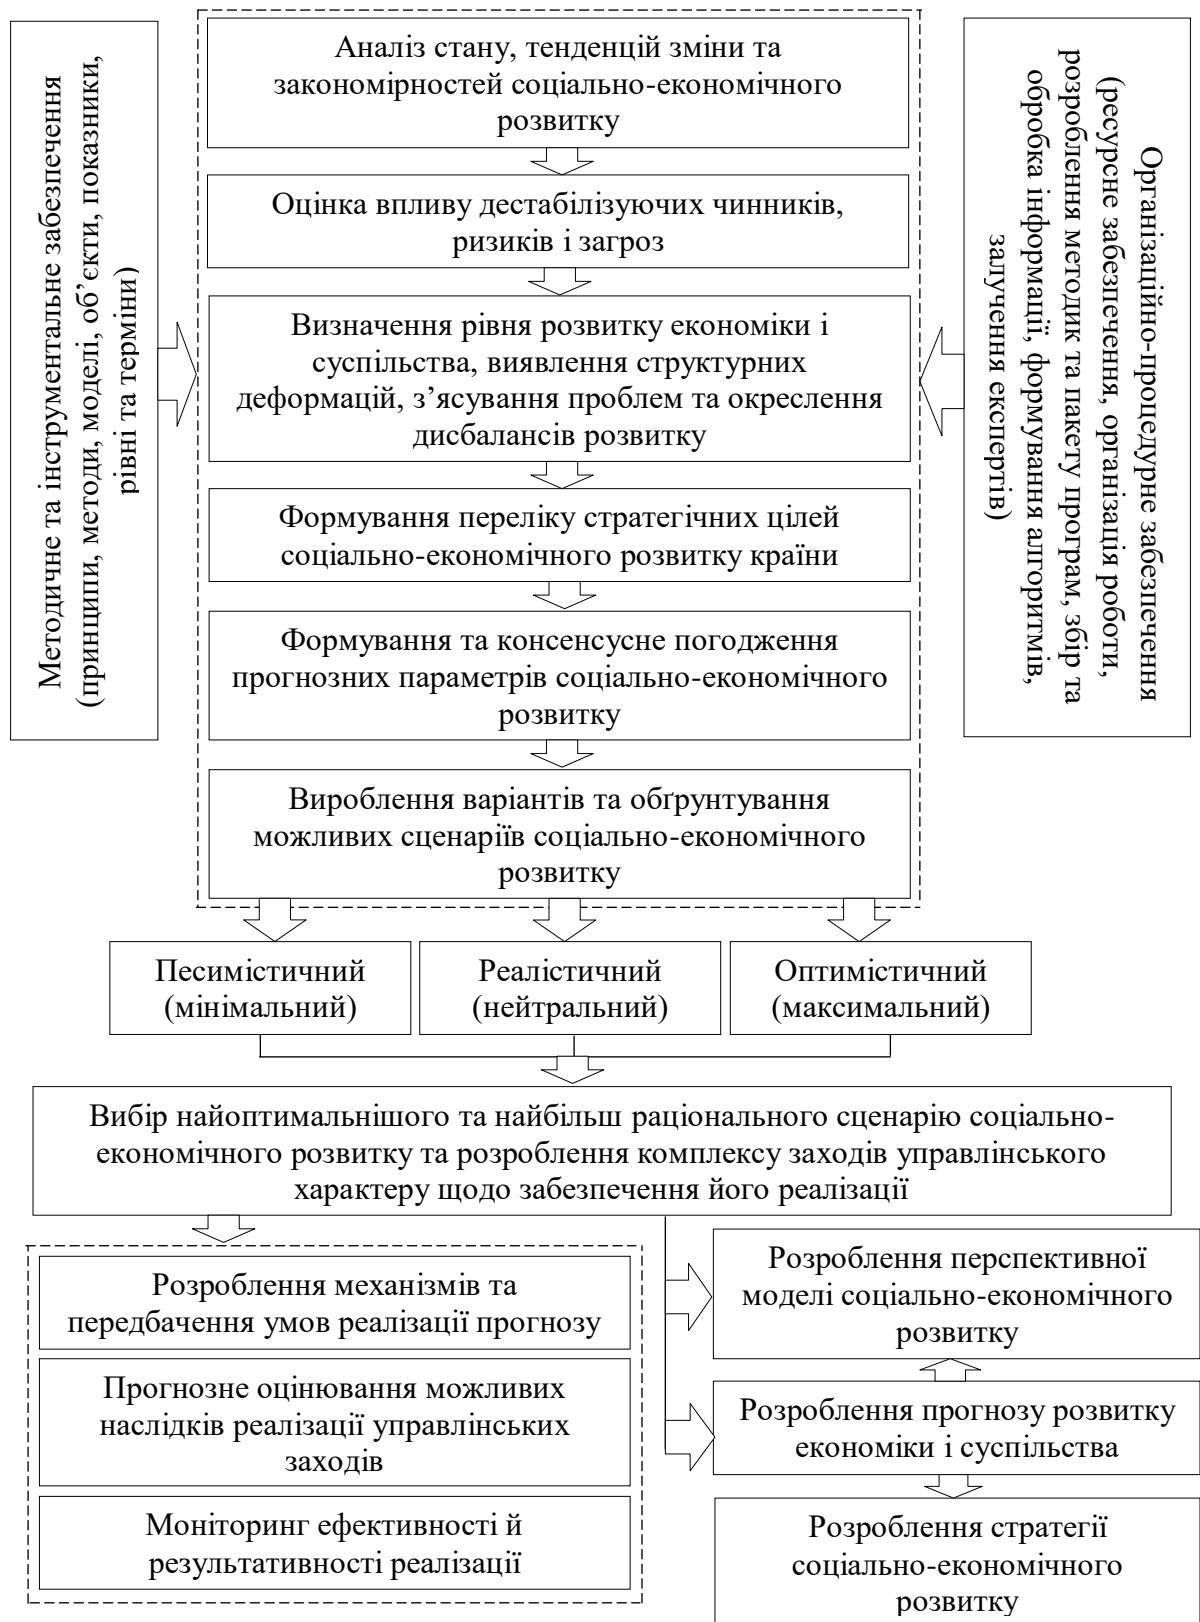 Методичне та інструментальне забезпечення
(принципи, методи, моделі, об’єкти, показники,
рівні та терміни)
Аналіз стану, тенденцій зміни та
закономірностей соціально-економічного
розвитку
Оцінка впливу дестабілізуючих чинників,
ризиків і загроз
Визначення рівня розвитку економіки і
суспільства, виявлення структурних
деформацій, з’ясування проблем та окреслення
дисбалансів розвитку
Формування переліку стратегічних цілей
соціально-економічного розвитку країни
Формування та консенсусне погодження
прогнозних параметрів соціально-економічного
розвитку
Вироблення варіантів та обґрунтування
можливих сценаріїв соціально-економічного
розвитку
Організаційно-процедурне забезпечення
(ресурсне забезпечення, організація роботи,
розроблення методик та пакету програм, збір та
обробка інформації, формування алгоритмів,
залучення експертів)
Песимістичний
(мінімальний)
Реалістичний
(нейтральний)
Оптимістичний
(максимальний)
Вибір найоптимальнішого та найбільш раціонального сценарію соціально-
економічного розвитку та розроблення комплексу заходів управлінського
характеру щодо забезпечення його реалізації
Розроблення механізмів та
передбачення умов реалізації прогнозу
Прогнозне оцінювання можливих
наслідків реалізації управлінських
заходів
Моніторинг ефективності й
результативності реалізації
Розроблення перспективної
моделі соціально-економічного
розвитку
Розроблення прогнозу розвитку
економіки і суспільства
Розроблення стратегії
соціально-економічного
розвитку